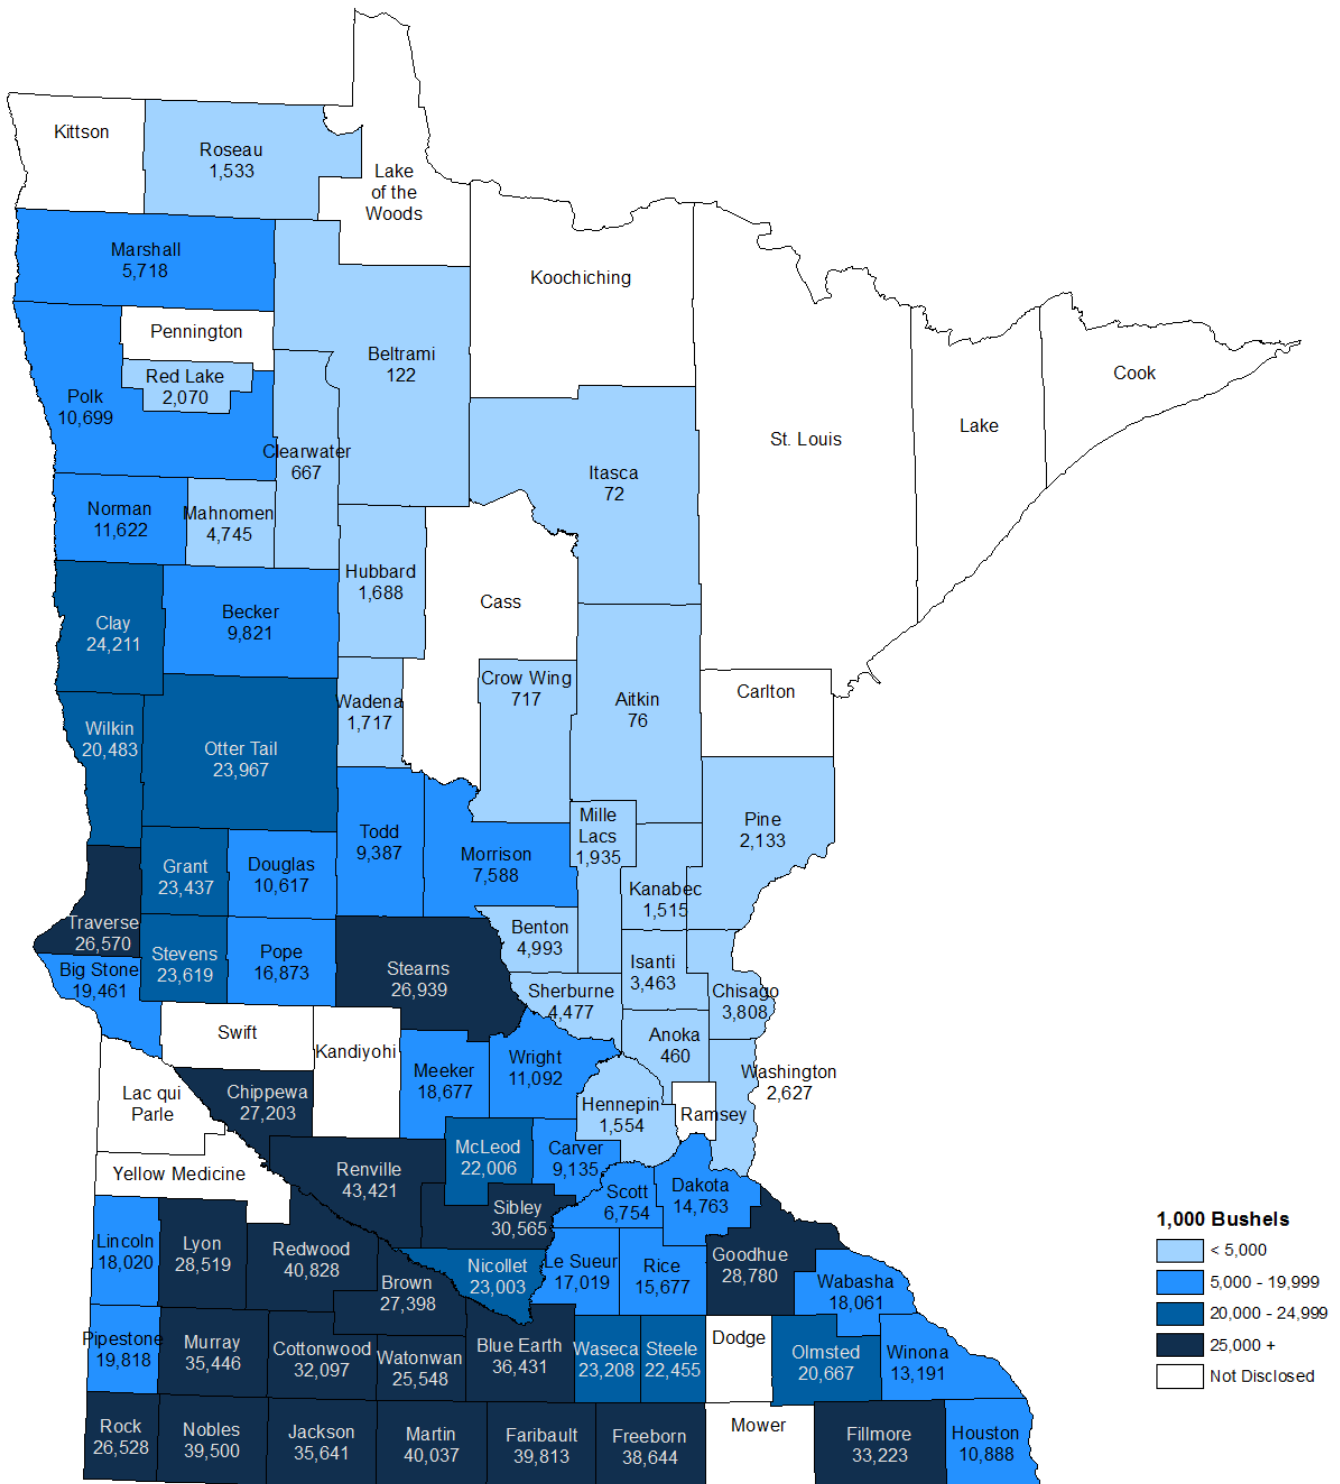 Kittson
Roseau
1,533
Lake
of the
Woods
Marshall
5,718
Koochiching
Pennington
Red Lake
2,070
Polk
10,699
Beltrami
122
Clearwater
667
Itasca
72
St. Louis
Lake
Cook
Norman
11,622
Mahnomen
4,745
Hubbard
1,688
Cass
Clay
24,211
Becker
9,821
Wadena
1,717
Crow Wing
717
Aitkin
76
Carlton
Wilkin
20,483
Otter Tail
23,967
Todd
9,387
Morrison
7,588
Mille
Lacs
1,935
Pine
2,133
Grant
23,437
Douglas
10,617
Kanabec
1,515
Traverse
26,570
Stevens
23,619
Pope
16,873
Stearns
26,939
Benton
4,993
Isanti
3,463
Big Stone
19,461
Sherburne
4,477
Chisago
3,808
Swift
Kandiyohi
Meeker
18,677
Wright
11,092
Anoka
460
Washington
2,627
Lac qui
Parle
Chippewa
27,203
Hennepin
1,554
Ramsey
Yellow Medicine
Renville
43,421
McLeod
22,006
Carver
9,135
Scott
6,754
Dakota
14,763
Sibley
30,565
Lincoln
18,020
Lyon
28,519
Redwood
40,828
Brown
27,398
Nicollet
23,003
Le Sueur
17,019
Rice
15,677
Goodhue
28,780
Wabasha
18,061
Pipestone
19,818
Murray
35,446
Cottonwood
32,097
Watonwan
25,548
Blue Earth
36,431
Waseca
23,208
Steele
22,455
Dodge
Olmsted
20,667
Winona
13,191
Rock
26,528
Nobles
39,500
Jackson
35,641
Martin
40,037
Faribault
39,813
Freeborn
38,644
Mower
Fillmore
33,223
Houston
10,888
1,000 Bushels
< 5,000
5,000 - 19,999
20,000 - 24,999
25,000 +
Not Disclosed